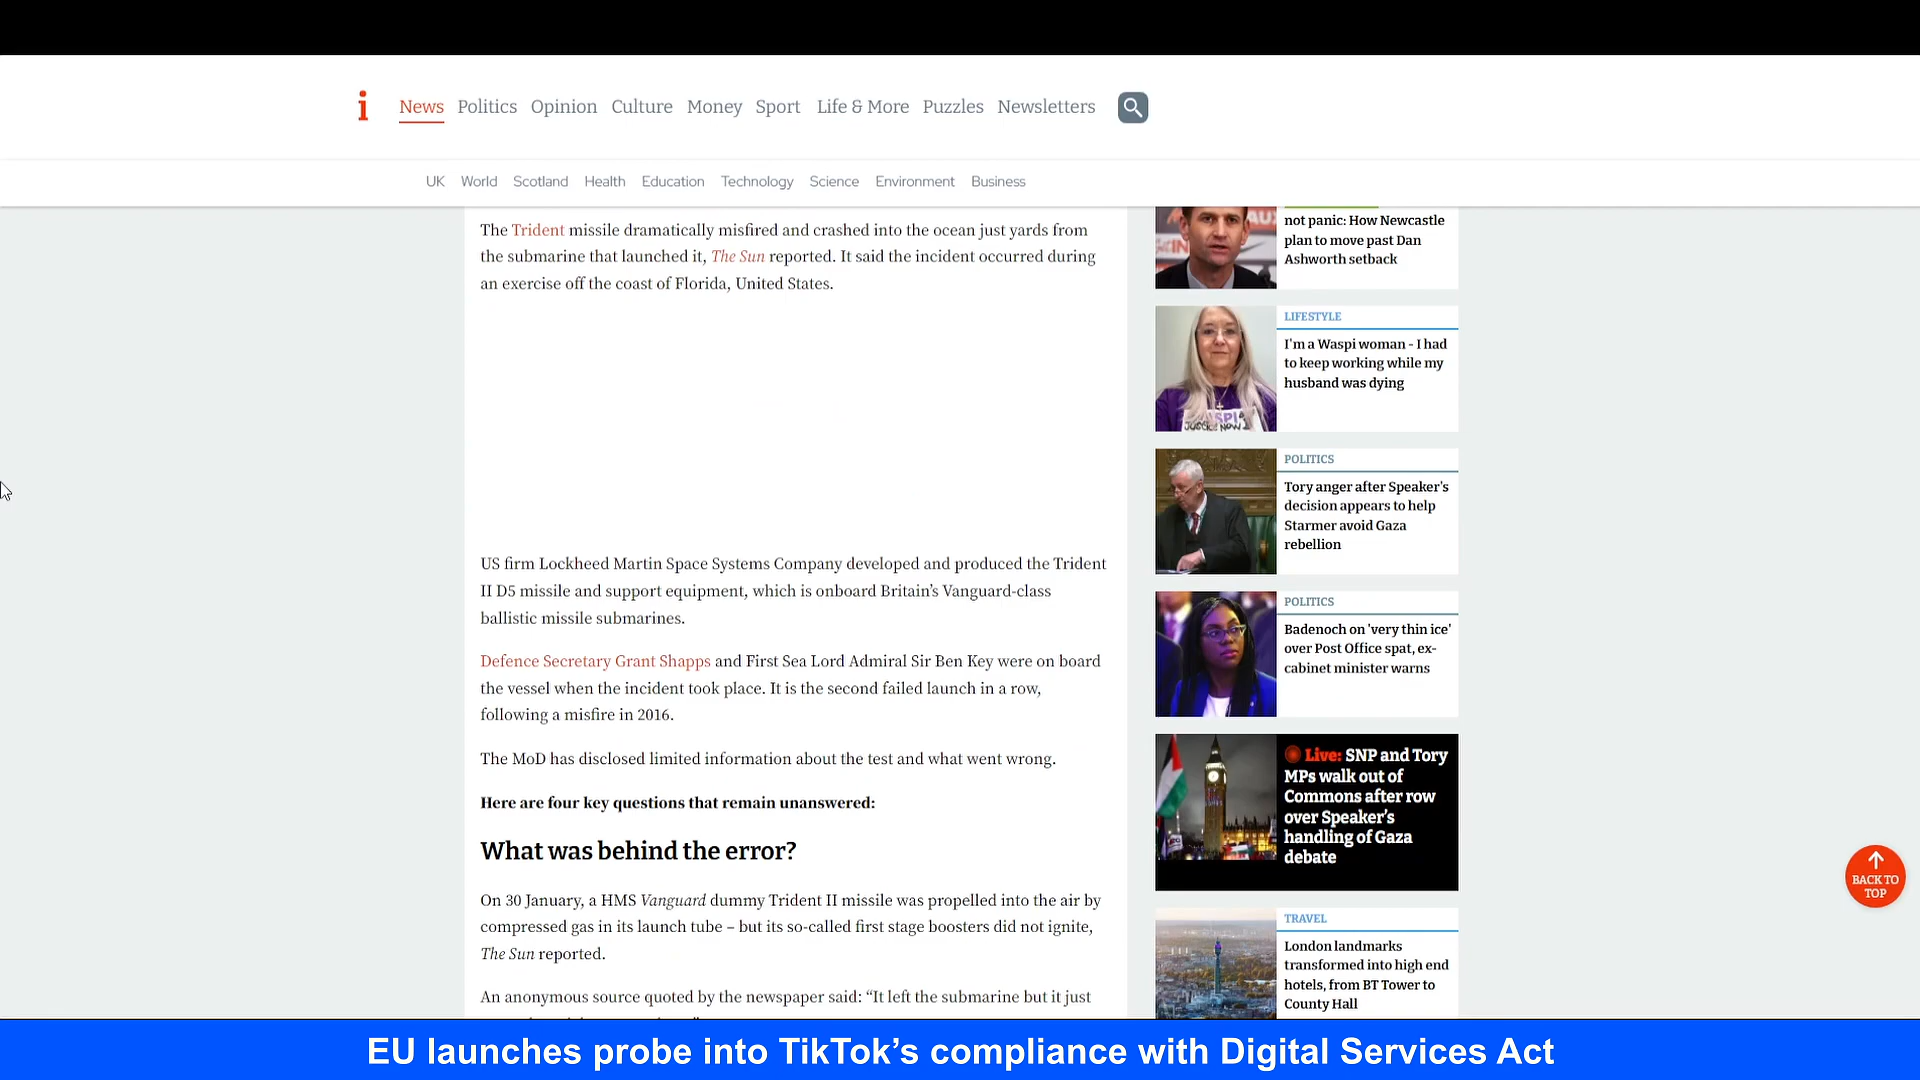 i
News Politics Opinion Culture Money Sport Life & More Puzzles Newsletters
UK World Scotland Health Education Technology Science Environment Business
The Trident missile dramatically misfired and crashed into the ocean just yards from
the submarine that launched it, The Sun reported. It said the incident occurred during
an exercise off the coast of Florida, United States.
US firm Lockheed Martin Space Systems Company developed and produced the Trident
II D5 missile and support equipment, which is onboard Britain’s Vanguard-class
ballistic missile submarines.
Defence Secretary Grant Shapps and First Sea Lord Admiral Sir Ben Key were on board
the vessel when the incident took place. It is the second failed launch in a row,
following a misfire in 2016.
The MoD has disclosed limited information about the test and what went wrong.
Here are four key questions that remain unanswered:
What was behind the error?
On 30 January, a HMS Vanguard dummy Trident II missile was propelled into the air by
compressed gas in its launch tube – but its so-called first stage boosters did not ignite,
The Sun reported.
An anonymous source quoted by the newspaper said: “It left the submarine but it just
not panic: How Newcastle
plan to move past Dan
Ashworth setback
LIFESTYLE
I'm a Waspi woman - I had
to keep working while my
husband was dying
POLITICS
Tory anger after Speaker's
decision appears to help
Starmer avoid Gaza
rebellion
POLITICS
Badenoch on 'very thin ice'
over Post Office spat, ex-
cabinet minister warns
Live: SNP and Tory
MPs walk out of
Commons after row
over Speaker’s
handling of Gaza
debate
TRAVEL
London landmarks
transformed into high end
hotels, from BT Tower to
County Hall
BACK TO
TOP
EU launches probe into TikTok’s compliance with Digital Services Act